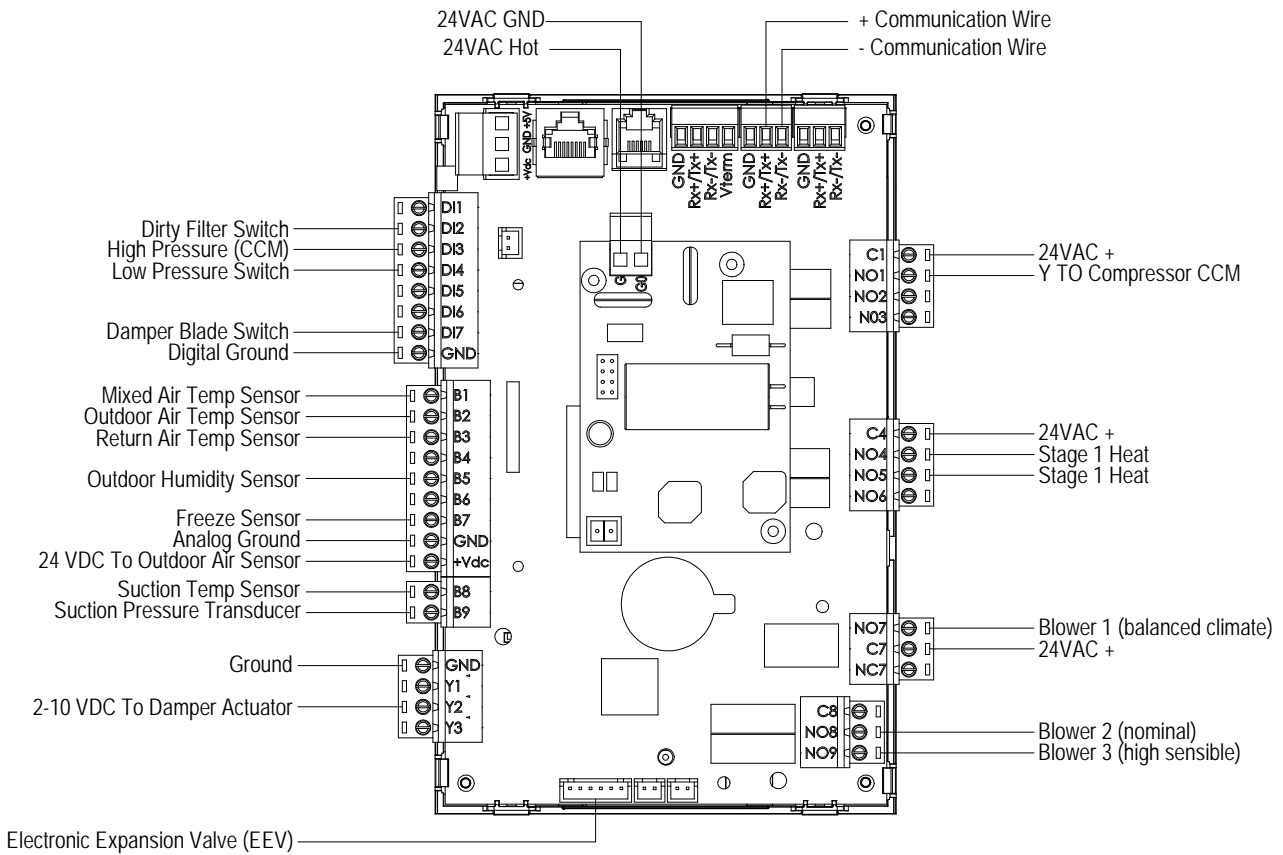 24VAC GND
24VAC Hot
+ Communication Wire
- Communication Wire
+Vdc GND +5V
GND
Rx+/Tx+
Rx-/Tx-
Vterm
GND
Rx+/Tx+
Rx-/Tx-
GND
Rx+/Tx+
Rx-/Tx-
G
G0
DI1
Dirty Filter Switch DI2
High Pressure (CCM) DI3
Low Pressure Switch DI4
DI5
DI6
Damper Blade Switch DI7
Digital Ground GND
Mixed Air Temp Sensor B1
Outdoor Air Temp Sensor B2
Return Air Temp Sensor B3
B4
Outdoor Humidity Sensor B5
B6
Freeze Sensor B7
Analog Ground GND
24 VDC To Outdoor Air Sensor +Vdc
Suction Temp Sensor B8
Suction Pressure Transducer B9
Ground GND
Y1
2-10 VDC To Damper Actuator Y2
Y3
C1 24VAC +
NO1 Y TO Compressor CCM
NO2
N03
C4 24VAC +
NO4 Stage 1 Heat
NO5 Stage 1 Heat
NO6
NO7 Blower 1 (balanced climate)
C7 24VAC +
NC7
C8
NO8 Blower 2 (nominal)
NO9 Blower 3 (high sensible)
Electronic Expansion Valve (EEV)